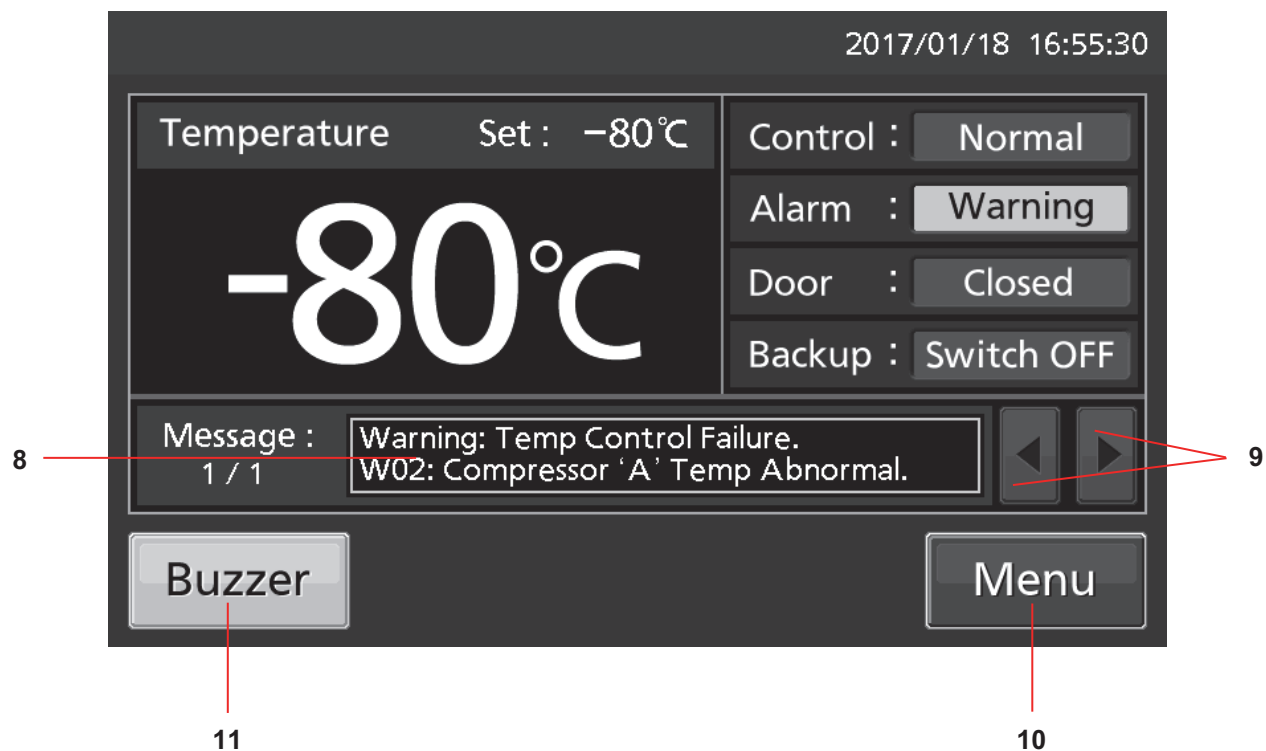 2017/01/18 16:55:30
Temperature Set : −80℃
-80℃
Control : Normal
Alarm : Warning
Door : Closed
Backup : Switch OFF
Message :
1 / 1
Warning: Temp Control Failure.
W02: Compressor ‘A’ Temp Abnormal.
8
9
Buzzer
Menu
11
10